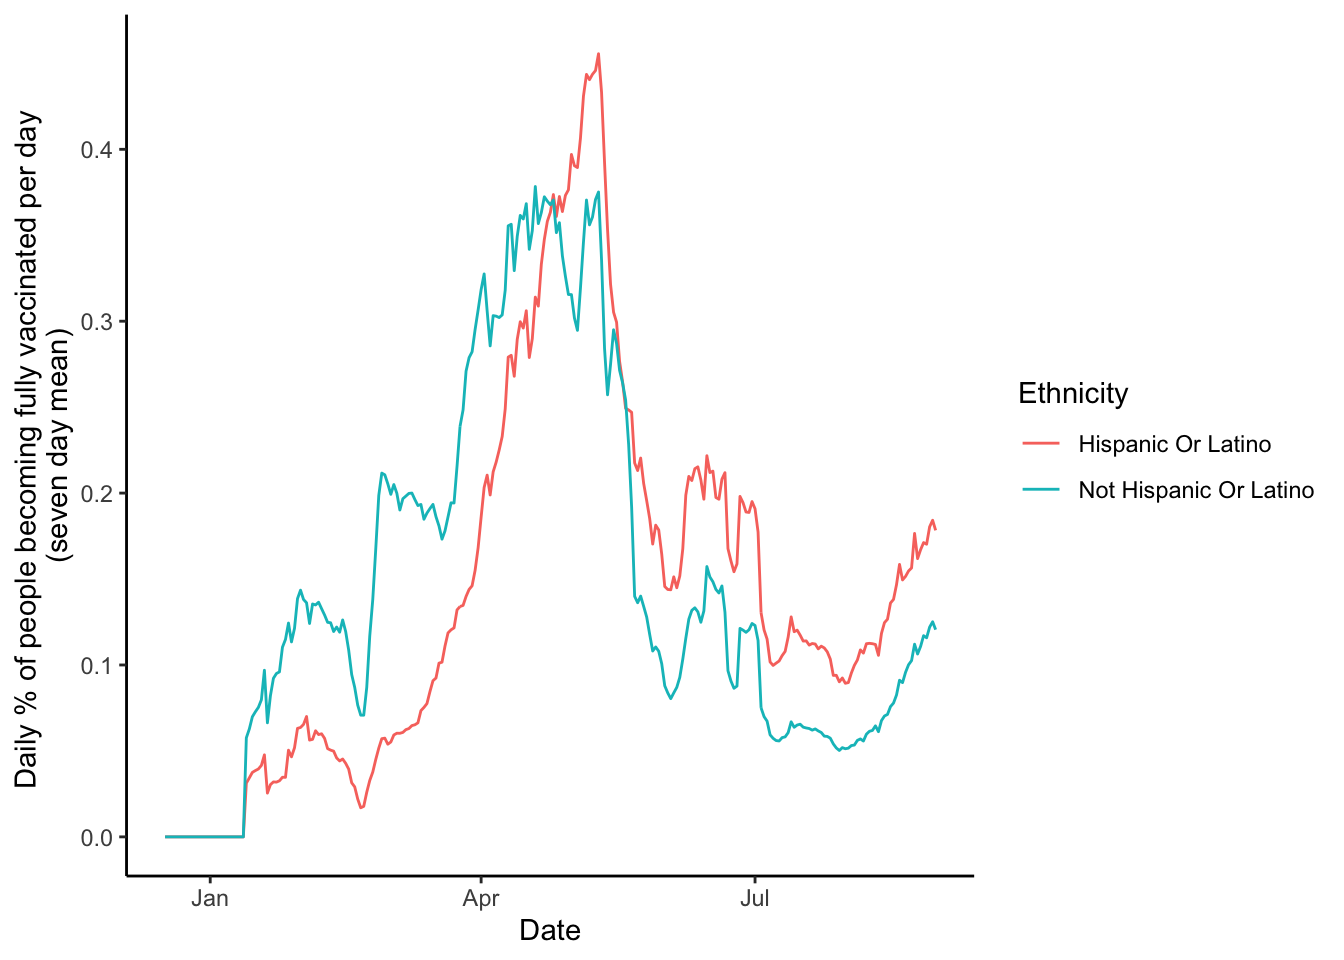 Daily % of people becoming fully vaccinated per day
(seven day mean)
0.4
0.3
0.2
0.1
0.0
Jan
Apr
Jul
Date
Ethnicity
Hispanic Or Latino
Not Hispanic Or Latino